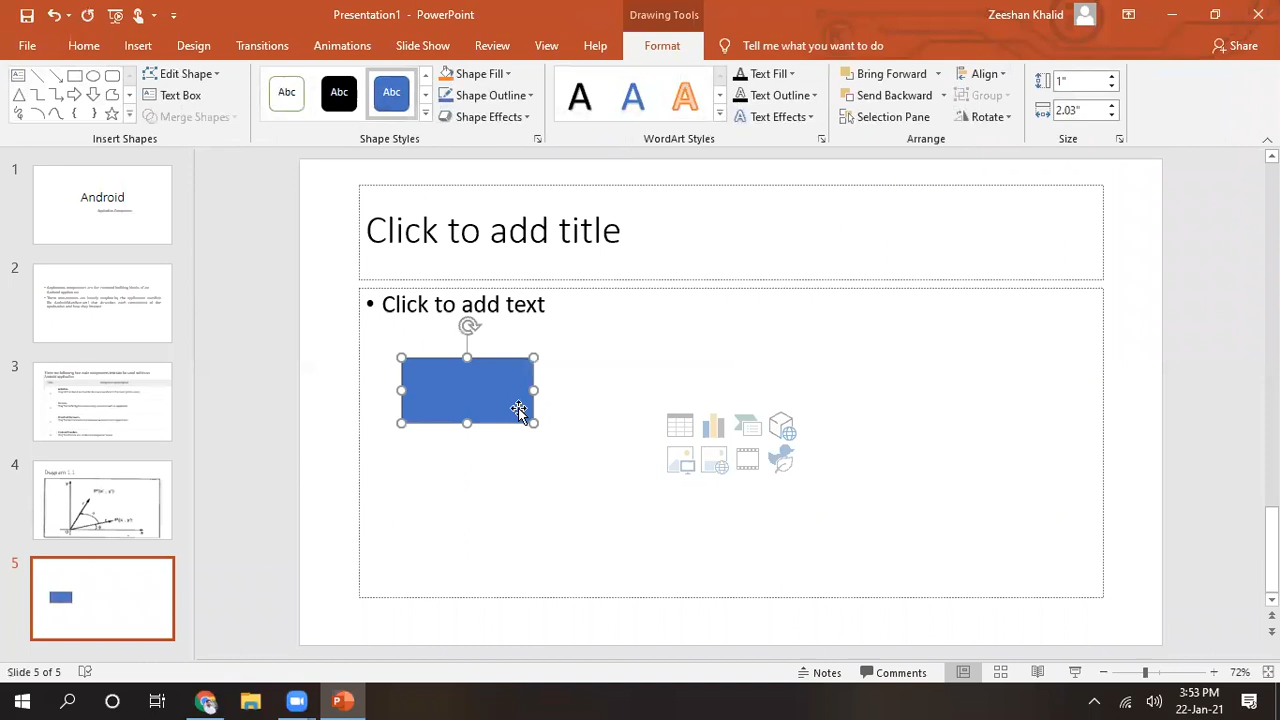 Presentation1 - PowerPoint
Drawing Tools
Zeeshan Khalid
File
Home
Insert
Design
Transitions
Animations
Slide Show
Review
View
Help
Format
Tell me what you want to do
Share
Edit Shape
Text Box
Merge Shapes
Insert Shapes
Abc
Abc
Abc
Shape Fill
Shape Outline
Shape Effects
Shape Styles
A
A
A
Text Fill
Text Outline
Text Effects
WordArt Styles
Bring Forward
Send Backward
Selection Pane
Align
Group
Rotate
Arrange
1"
2.03"
Size
1
Android
2
3
4
Diagram 1.1
5
Click to add title
• Click to add text
Slide 5 of 5
Notes
Comments
72%
3:53 PM
22-Jan-21